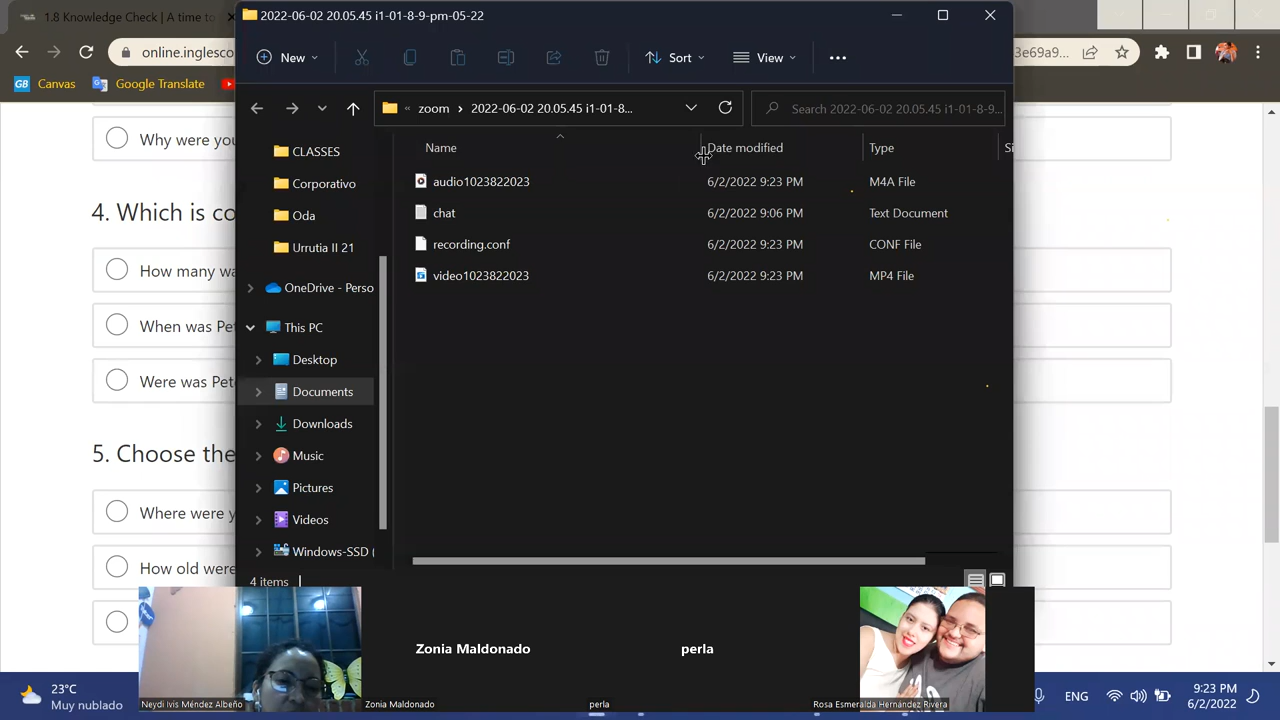 1.8 Knowledge Check | A time to
2022-06-02 20.05.45 i1-01-8-9-pm-05-22
online.inglesco
3e69a9...
New
Sort
View
Canvas
Google Translate
zoom
2022-06-02 20.05.45 i1-01-8...
Search 2022-06-02 20.05.45 i1-01-8-9...
Why were you
Name
Date modified
Type
Si
CLASSES
Corporativo
Oda
Urrutia II 21
audio1023822023
6/2/2022 9:23 PM
M4A File
chat
6/2/2022 9:06 PM
Text Document
recording.conf
6/2/2022 9:23 PM
CONF File
video1023822023
6/2/2022 9:23 PM
MP4 File
4. Which is co
How many wa
When was Pet
Were was Pet
OneDrive - Perso
This PC
Desktop
Documents
Downloads
Music
Pictures
Videos
Windows-SSD (
5. Choose the
Where were y
How old were
4 items
Zonia Maldonado
perla
Neydi Ivis Méndez Albeño
Zonia Maldonado
perla
Rosa Esmeralda Hernández Rivera
23°C
Muy nublado
ENG
9:23 PM
6/2/2022